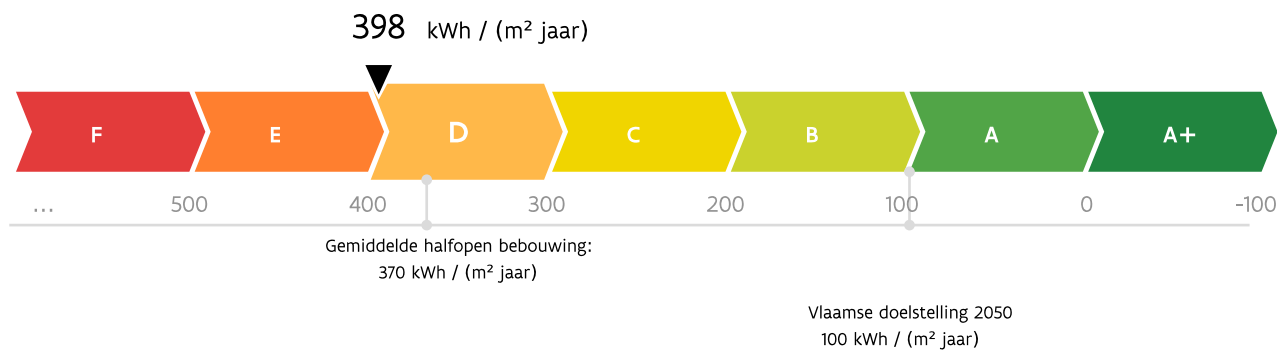 398 kWh / (m² jaar)
F E D C B A A+
... 500 400 300 200 100 0 -100
Gemiddelde halfopen bebouwing:
370 kWh / (m² jaar)
Vlaamse doelstelling 2050
100 kWh / (m² jaar)